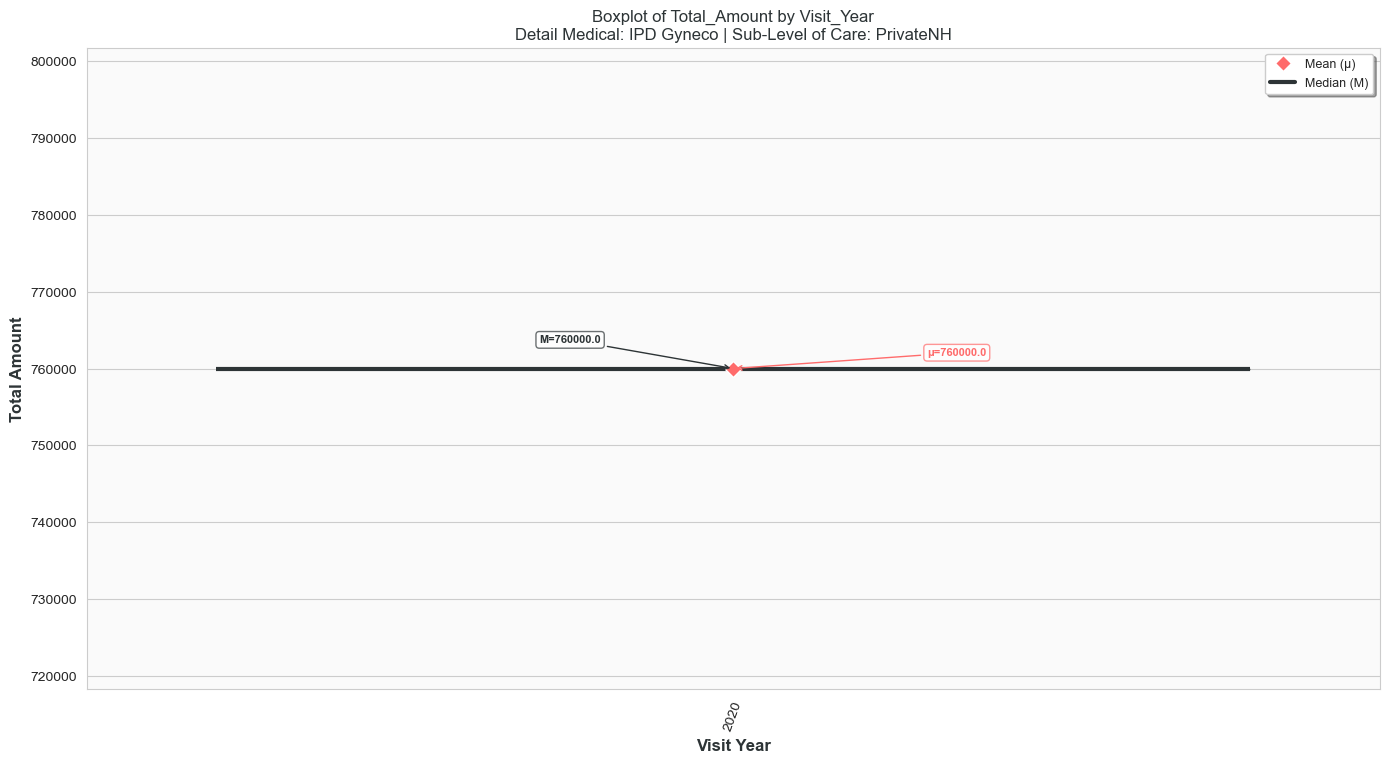 Boxplot of Total_Amount by Visit_Year
Detail Medical: IPD Gyneco | Sub-Level of Care: PrivateNH
Mean (μ)
Median (M)
800000
790000
780000
770000
760000
750000
740000
730000
720000
Total Amount
M=760000.0
μ=760000.0
2020
Visit Year